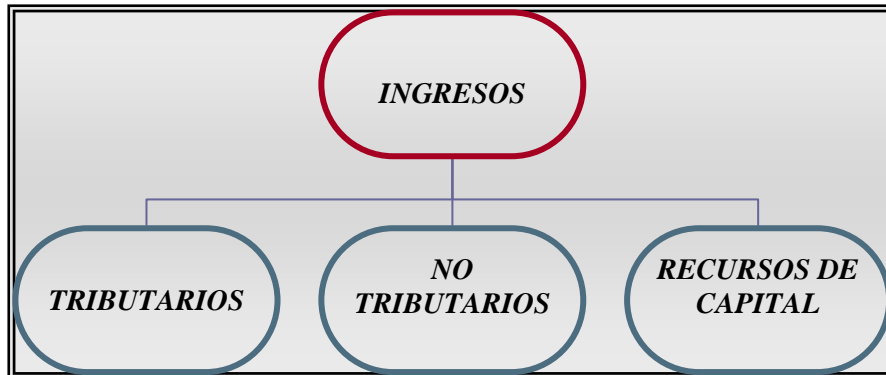 INGRESOS
TRIBUTARIOS
NO
TRIBUTARIOS
RECURSOS DE
CAPITAL